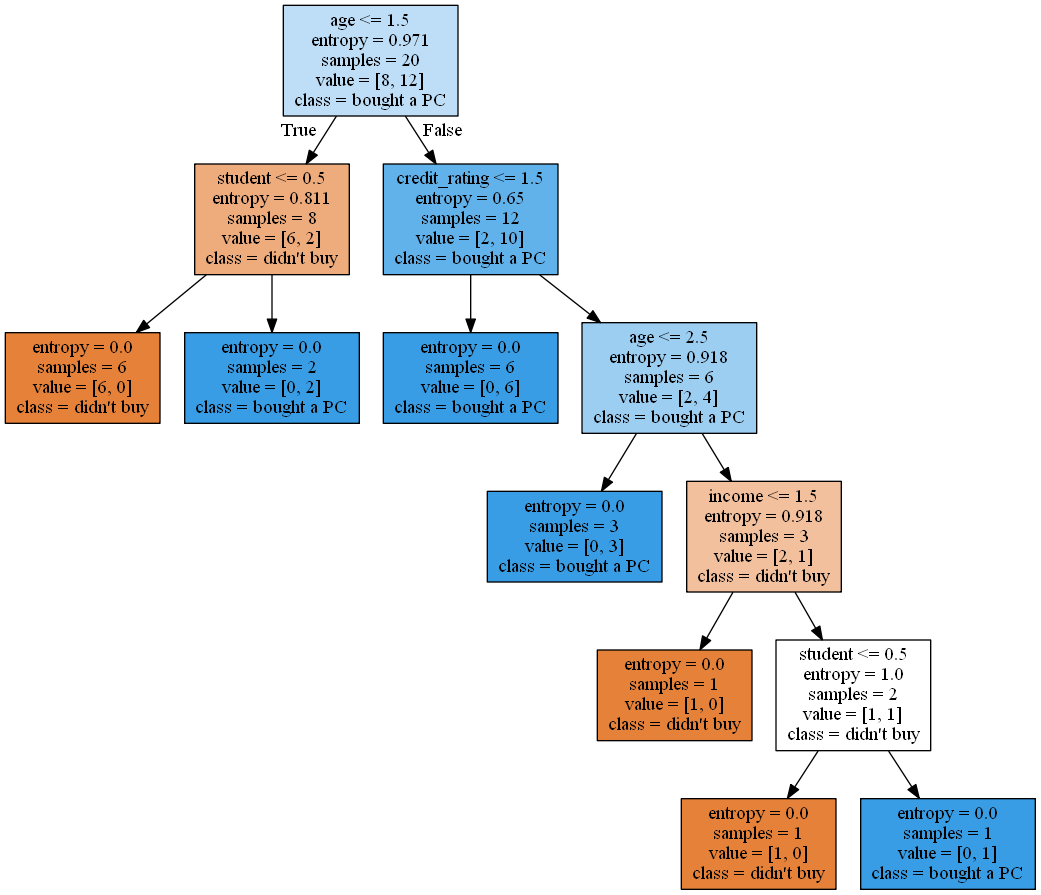 age <= 1.5
entropy = 0.971
samples = 20
value = [8, 12]
class = bought a PC
True
False
student <= 0.5
entropy = 0.811
samples = 8
value = [6, 2]
class = didn't buy
credit_rating <= 1.5
entropy = 0.65
samples = 12
value = [2, 10]
class = bought a PC
entropy = 0.0
samples = 6
value = [6, 0]
class = didn't buy
entropy = 0.0
samples = 2
value = [0, 2]
class = bought a PC
entropy = 0.0
samples = 6
value = [0, 6]
class = bought a PC
age <= 2.5
entropy = 0.918
samples = 6
value = [2, 4]
class = bought a PC
entropy = 0.0
samples = 3
value = [0, 3]
class = bought a PC
income <= 1.5
entropy = 0.918
samples = 3
value = [2, 1]
class = didn't buy
entropy = 0.0
samples = 1
value = [1, 0]
class = didn't buy
student <= 0.5
entropy = 1.0
samples = 2
value = [1, 1]
class = didn't buy
entropy = 0.0
samples = 1
value = [1, 0]
class = didn't buy
entropy = 0.0
samples = 1
value = [0, 1]
class = bought a PC